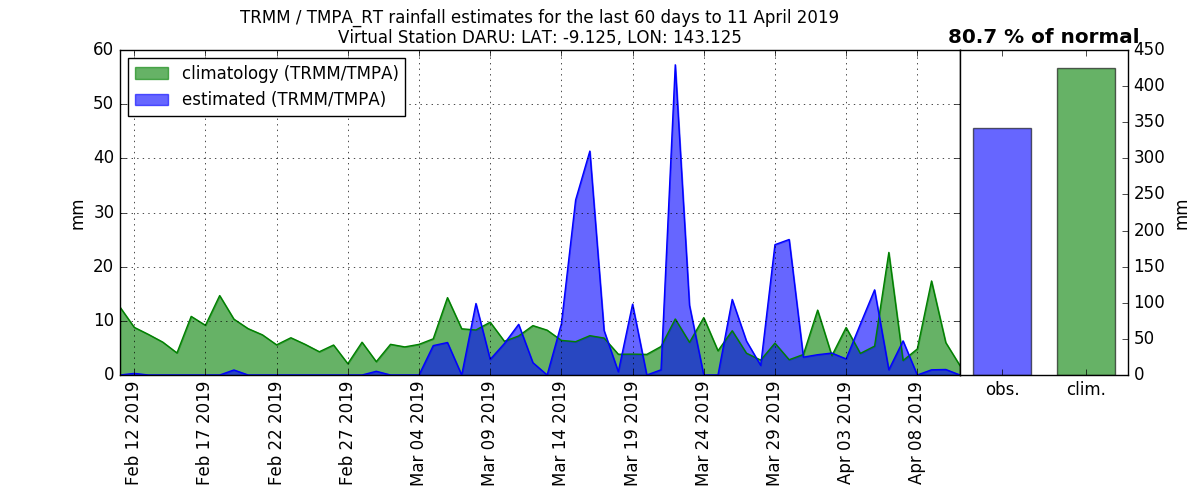 TRMM / TMPA_RT rainfall estimates for the last 60 days to 11 April 2019
Virtual Station DARU: LAT: -9.125, LON: 143.125
80.7 % of normal
climatology (TRMM/TMPA)
estimated (TRMM/TMPA)
60
50
40
30
20
10
0
mm
450
400
350
300
250
200
150
100
50
0
mm
Feb 12 2019
Feb 17 2019
Feb 22 2019
Feb 27 2019
Mar 04 2019
Mar 09 2019
Mar 14 2019
Mar 19 2019
Mar 24 2019
Mar 29 2019
Apr 03 2019
Apr 08 2019
obs.
clim.